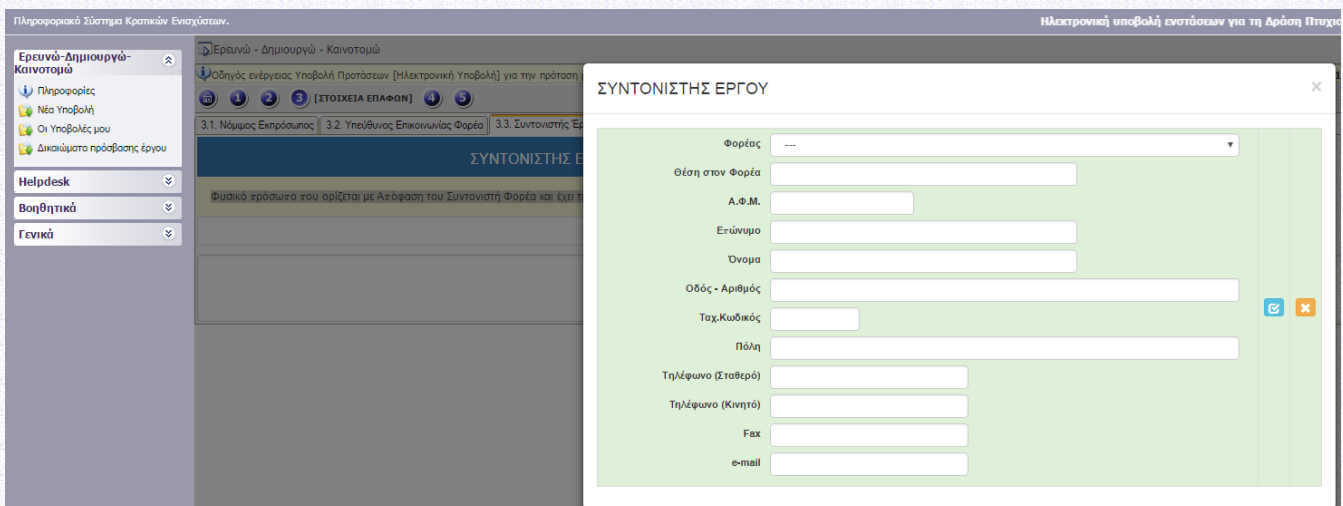 Πληροφοριακό Σύστημα Κρατικών Ενισχύσεων.
Ηλεκτρονική υποβολή ενστάσεων για τη Δράση Πτυχιο
Ερευνώ-Δημιουργώ-
Καινοτομώ
Πληροφορίες
Νέα Υποβολή
Οι Υποβολές μου
Δικαιώματα πρόσβασης έργου
Helpdesk
Βοηθητικά
Γενικά
Ερευνώ - Δημιουργώ - Καινοτομώ
Οδηγός ενέργειας Υποβολή Προτάσεων [Ηλεκτρονική Υποβολή] για την πρόταση
1 2 3 [ΣΤΟΙΧΕΙΑ ΕΠΑΦΩΝ] 4 5
3.1. Νόμιμος Εκπρόσωπος 3.2. Υπεύθυνος Επικοινωνίας Φορέα 3.3. Συντονιστής Έρ
ΣΥΝΤΟΝΙΣΤΗΣ Ε
Φυσικό πρόσωπο που ορίζεται με Απόφαση του Συντονιστή Φορέα και έχει τ
ΣΥΝΤΟΝΙΣΤΗΣ ΕΡΓΟΥ ×
Φορέας ---
Θέση στον Φορέα
Α.Φ.Μ.
Επώνυμο
Όνομα
Οδός - Αριθμός
Ταχ.Κωδικός
Πόλη
Τηλέφωνο (Σταθερό)
Τηλέφωνο (Κινητό)
Fax
e-mail